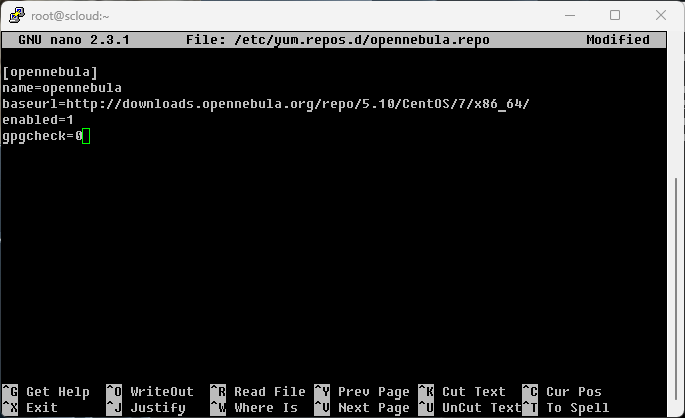 root@scloud:~
GNU nano 2.3.1 File: /etc/yum.repos.d/opennebula.repo Modified
[opennebula]
name=opennebula
baseurl=http://downloads.opennebula.org/repo/5.10/CentOS/7/x86_64/
enabled=1
gpgcheck=0
^G Get Help ^O WriteOut ^R Read File ^Y Prev Page ^K Cut Text ^C Cur Pos
^X Exit ^J Justify ^W Where Is ^V Next Page ^U UnCut Text ^T To Spell